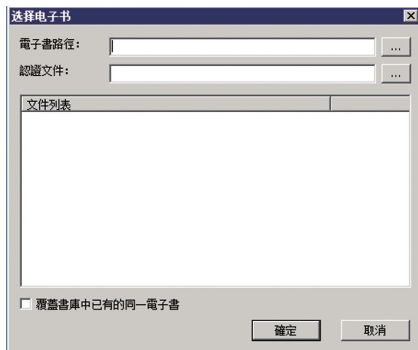 选择电子书
電子書路徑：
...
認證文件：
...
文件列表
覆蓋書庫中已有的同一電子書
確定
取消